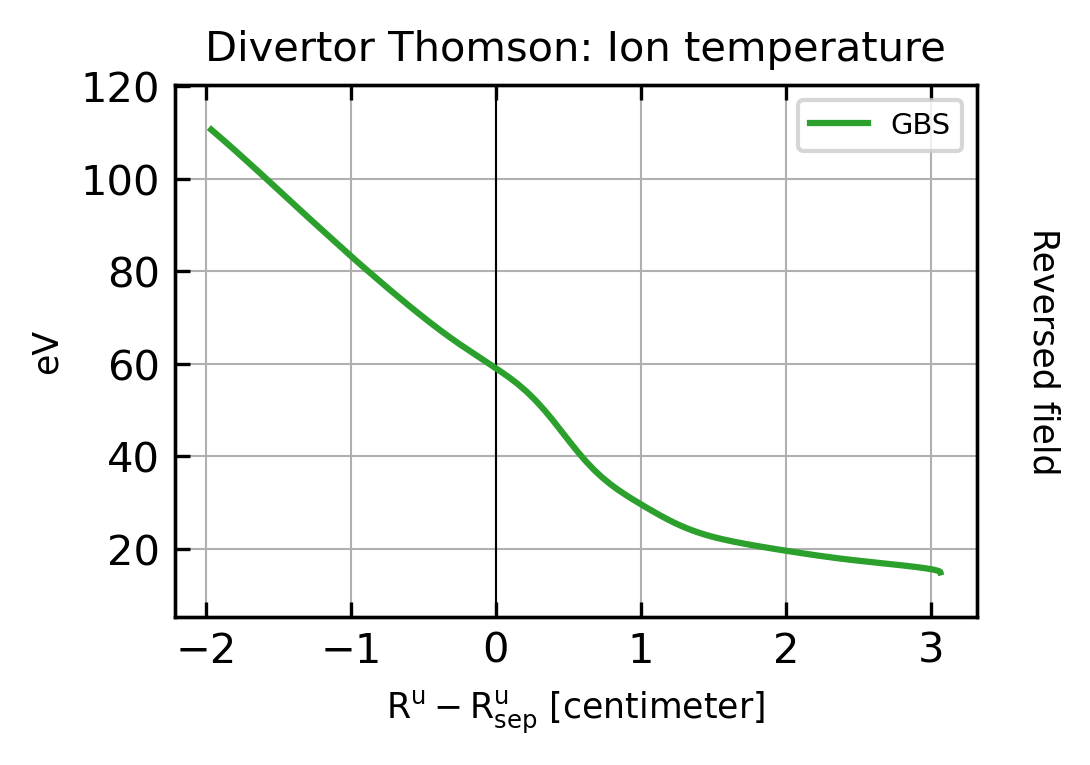 Divertor Thomson: Ion temperature
120
100
80
60
40
20
eV
GBS
Reversed field
−2 −1 0 1 2 3
R^u − R^u_sep [centimeter]